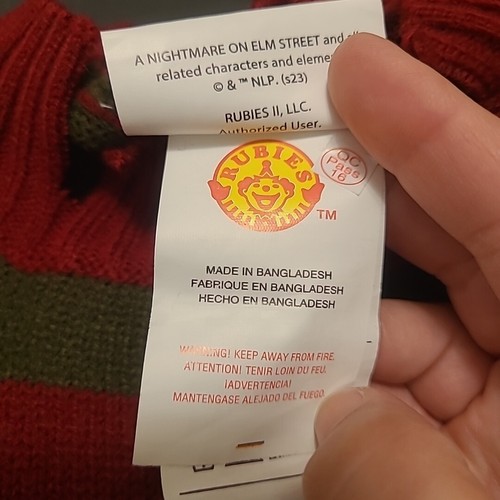 A NIGHTMARE ON ELM STREET and
related characters and
© & ™ NLP. (s23)
RUBIES II, LLC.
Authorized User.
RUBIES
TM
QC
Pass
16
MADE IN BANGLADESH
FABRIQUE EN BANGLADESH
HECHO EN BANGLADESH
WARNING! KEEP AWAY FROM FIRE.
ATTENTION! TENIR LOIN DU FEU.
¡ADVERTENCIA!
MANTENGASE ALEJADO DEL FUEGO